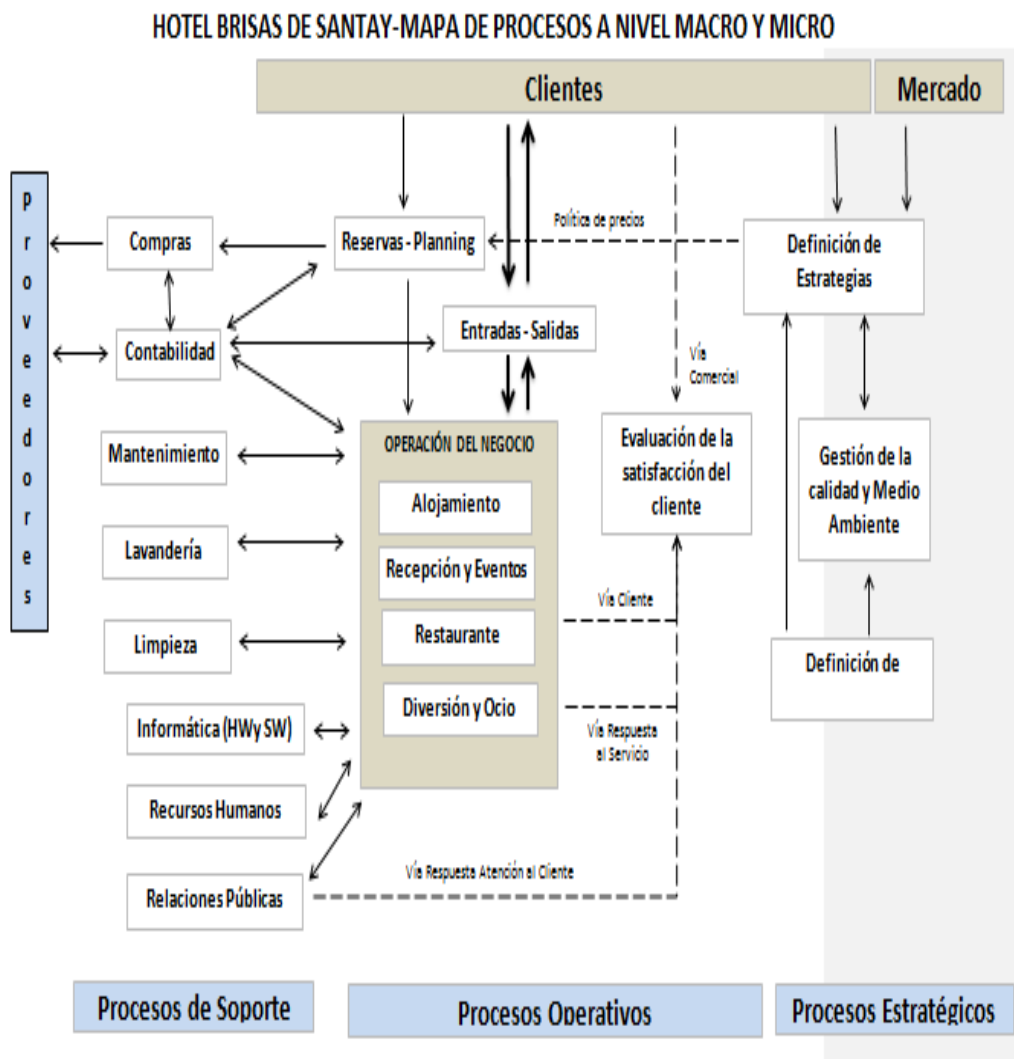 HOTEL BRISAS DE SANTAY-MAPA DE PROCESOS A NIVEL MACRO Y MICRO
Clientes
Mercado
proveedores
Compras
Reservas - Planning
Política de precios
Definición de
Estrategias
Contabilidad
Entradas - Salidas
Vía
Comercial
Mantenimiento
OPERACIÓN DEL NEGOCIO
Alojamiento
Recepción y Eventos
Restaurante
Diversión y Ocio
Evaluación de la
satisfacción del
cliente
Gestión de la
calidad y Medio
Ambiente
Lavandería
Vía Cliente
Limpieza
Definición de
Informática (HWy SW)
Vía Respuesta
al Servicio
Recursos Humanos
Vía Respuesta Atención al Cliente
Relaciones Públicas
Procesos de Soporte
Procesos Operativos
Procesos Estratégicos